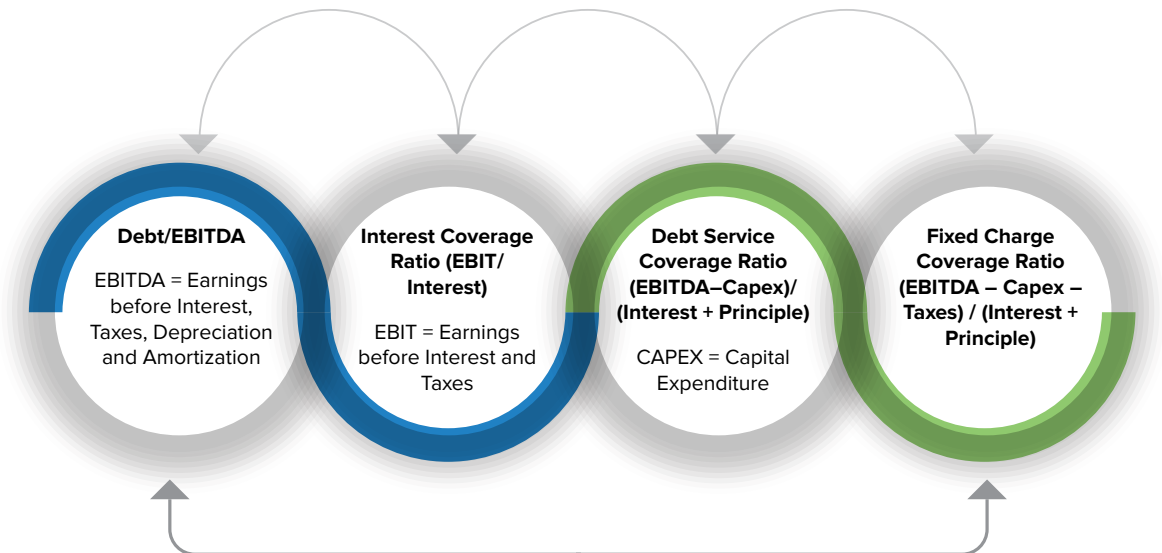 Debt/EBITDA
EBITDA = Earnings
before Interest,
Taxes, Depreciation
and Amortization
Interest Coverage
Ratio (EBIT/
Interest)
EBIT = Earnings
before Interest and
Taxes
Debt Service
Coverage Ratio
(EBITDA–Capex)/
(Interest + Principle)
CAPEX = Capital
Expenditure
Fixed Charge
Coverage Ratio
(EBITDA – Capex –
Taxes) / (Interest +
Principle)